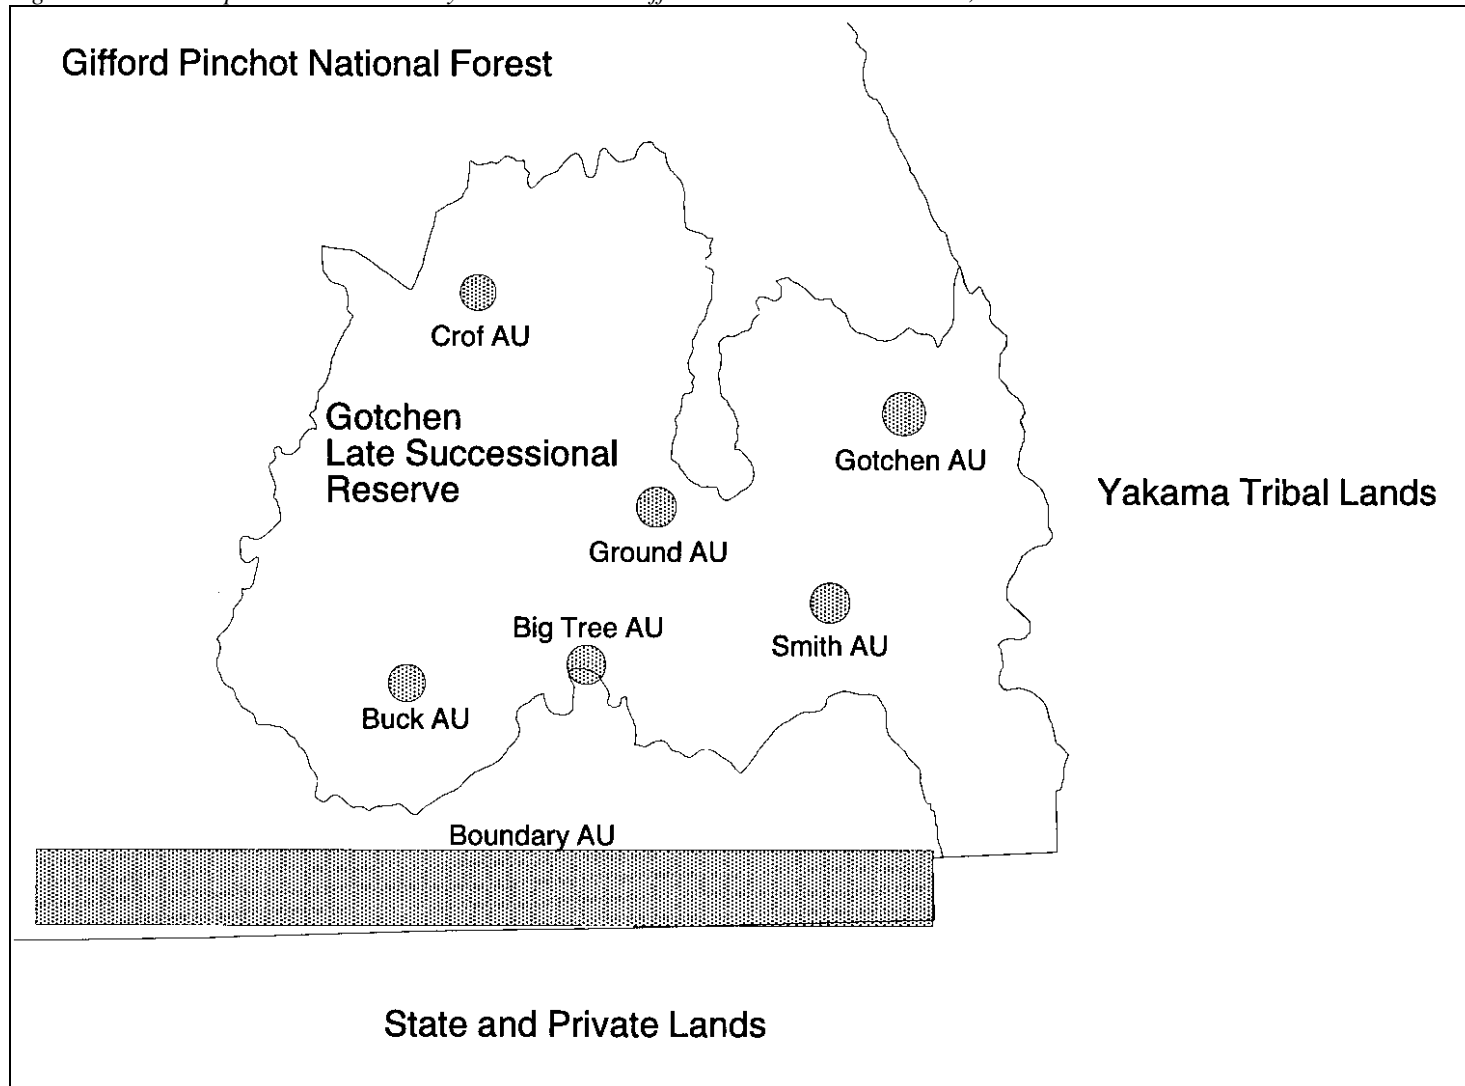 Gifford Pinchot National Forest
Crof AU
Gotchen
Late Successional
Reserve
Gotchen AU
Yakama Tribal Lands
Ground AU
Big Tree AU
Smith AU
Buck AU
Boundary AU
State and Private Lands